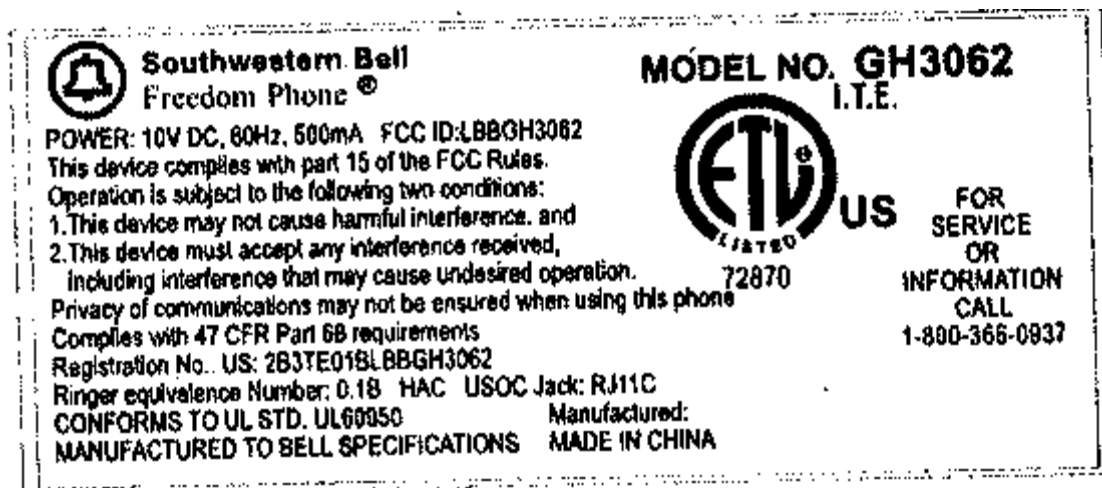 Southwestern Bell
Freedom Phone ®
MODEL NO. GH3062
I.T.E.
POWER: 10V DC, 60Hz, 500mA FCC ID:LBBGH3062
This device complies with part 15 of the FCC Rules.
Operation is subject to the following two conditions:
1.This device may not cause harmful interference. and
2.This device must accept any interference received,
including interference that may cause undesired operation.
Privacy of communications may not be ensured when using this phone
Complies with 47 CFR Part 68 requirements
Registration No.. US: 2B3TE01BLBBGH3062
Ringer equivalence Number: 0.1B HAC USOC Jack: RJ11C
CONFORMS TO UL STD. UL60950
Manufactured:
MANUFACTURED TO BELL SPECIFICATIONS MADE IN CHINA
ETL ®
LISTED
US
72870
FOR
SERVICE
OR
INFORMATION
CALL
1-800-366-0937